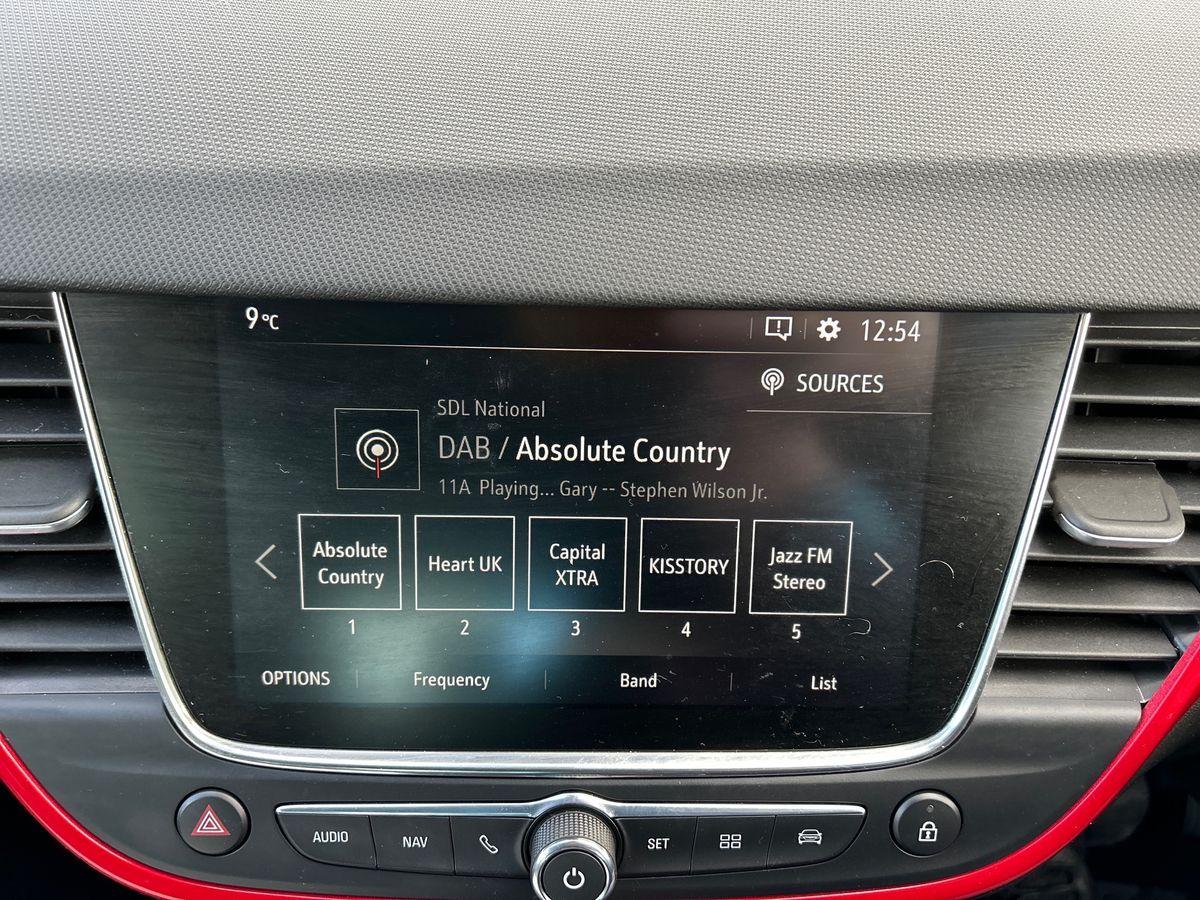 9°C
12:54
SOURCES
SDL National
DAB / Absolute Country
11A Playing... Gary -- Stephen Wilson Jr.
Absolute
Country
Heart UK
Capital
XTRA
KISSTORY
Jazz FM
Stereo
1
2
3
4
5
OPTIONS
Frequency
Band
List
AUDIO
NAV
SET